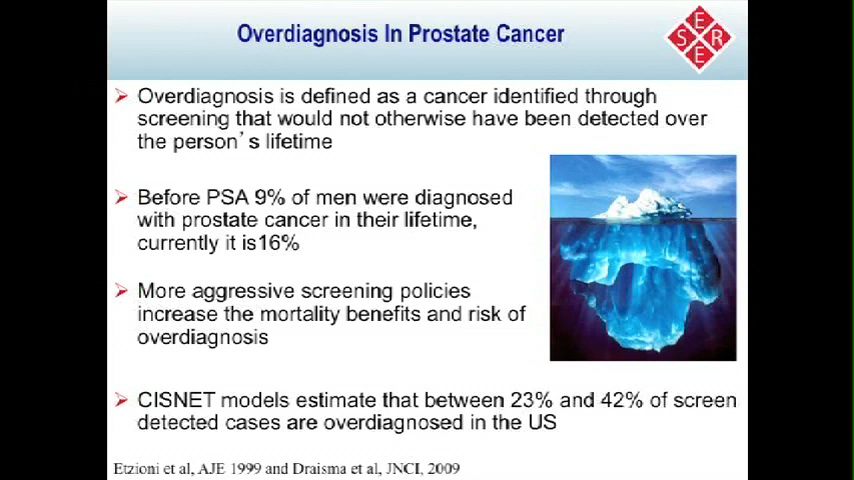 Overdiagnosis In Prostate Cancer
SEER
Overdiagnosis is defined as a cancer identified through
screening that would not otherwise have been detected over
the person's lifetime
Before PSA 9% of men were diagnosed
with prostate cancer in their lifetime,
currently it is16%
More aggressive screening policies
increase the mortality benefits and risk of
overdiagnosis
CISNET models estimate that between 23% and 42% of screen
detected cases are overdiagnosed in the US
Etzioni et al, AJE 1999 and Draisma et al, JNCI, 2009